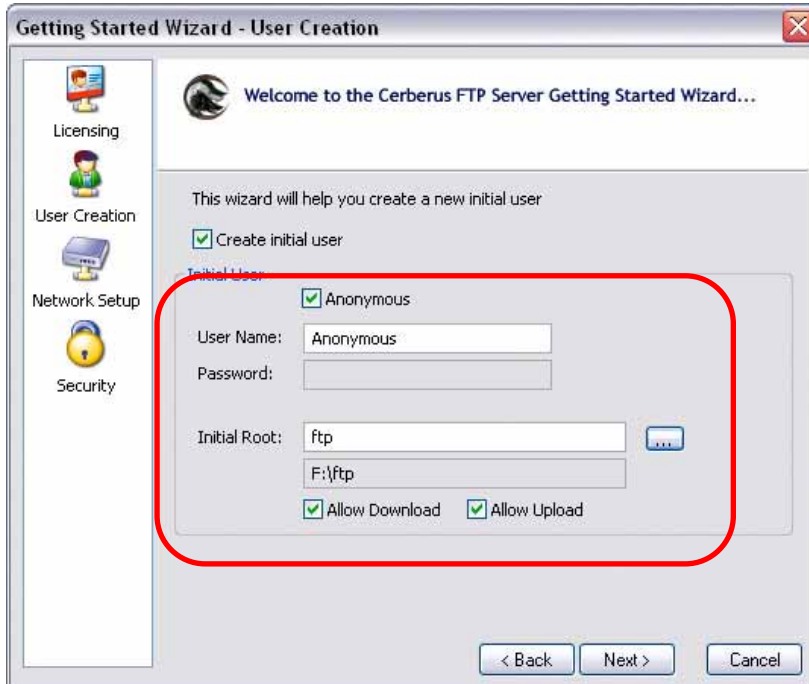 Getting Started Wizard - User Creation
Welcome to the Cerberus FTP Server Getting Started Wizard...
Licensing
User Creation
Network Setup
Security
This wizard will help you create a new initial user
Create initial user
Initial User
Anonymous
User Name: Anonymous
Password:
Initial Root: ftp ...
F:\ftp
Allow Download Allow Upload
< Back Next > Cancel